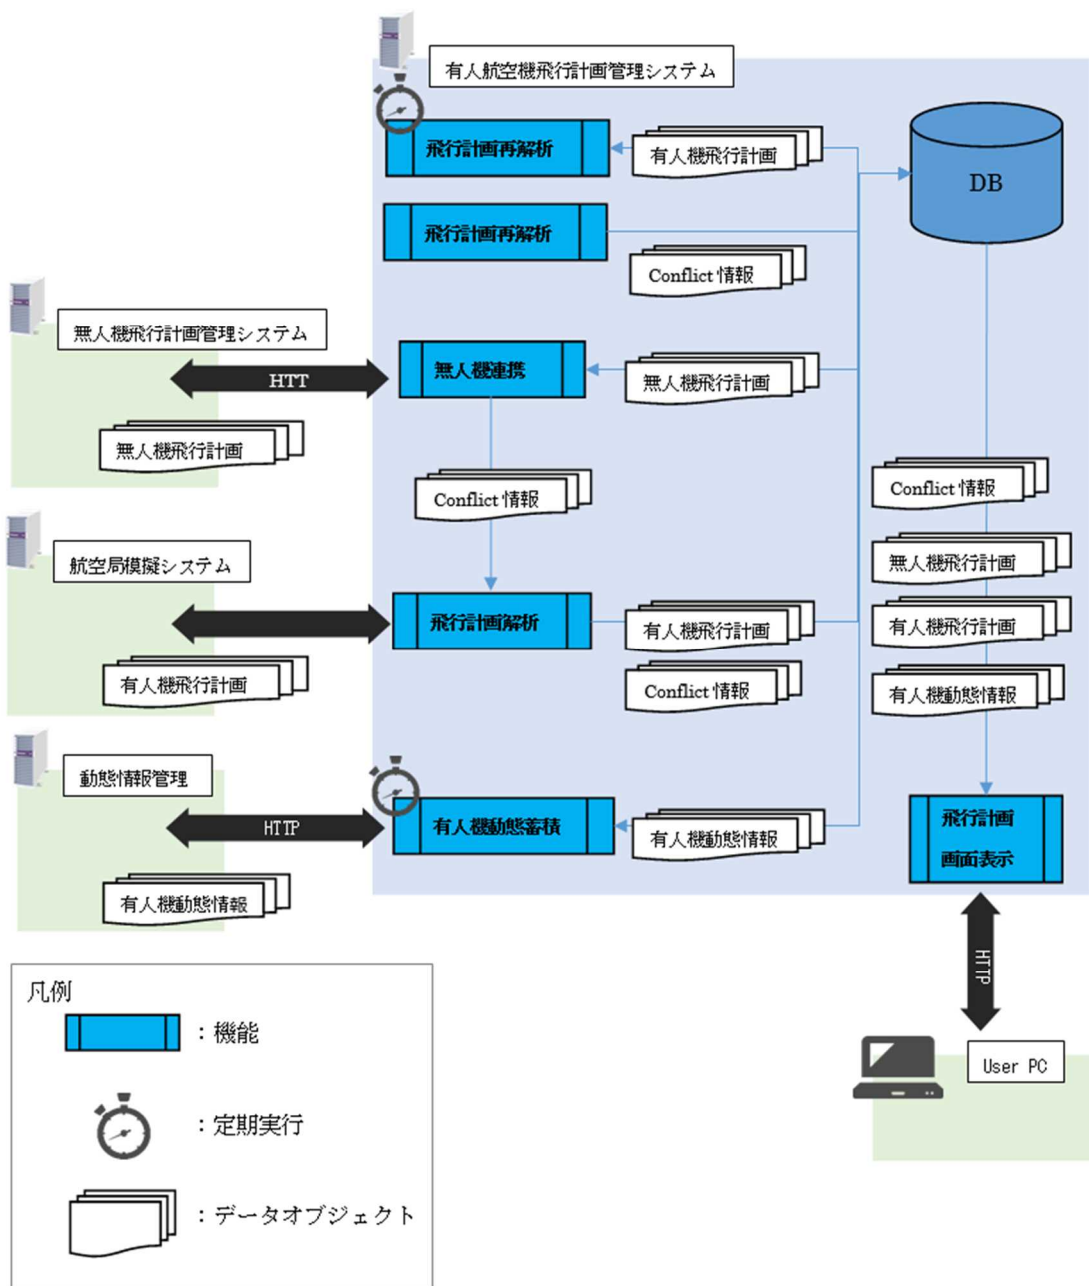 有人航空機飛行計画管理システム
飛行計画再解析
有人機飛行計画
DB
飛行計画再解析
Conflict 情報
無人機飛行計画管理システム
HTT
無人機連携
無人機飛行計画
無人機飛行計画
Conflict 情報
Conflict 情報
無人機飛行計画
有人機飛行計画
有人機動態情報
航空局模擬システム
飛行計画解析
有人機飛行計画
Conflict 情報
有人機飛行計画
動態情報管理
HTTP
有人機動態蓄積
有人機動態情報
飛行計画
画面表示
有人機動態情報
HTTP
User PC
凡例
：機能
：定期実行
：データオブジェクト